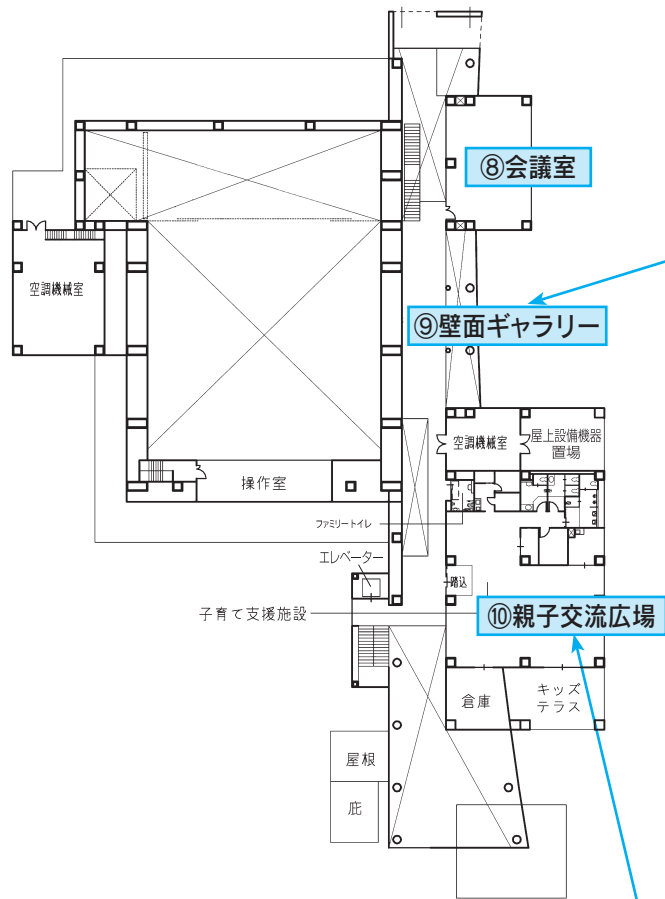 ⑧会議室
空調機械室
⑨壁面ギャラリー
空調機械室
屋上設備機器
置場
操作室
ファミリートイレ
エレベーター
踏込
子育て支援施設
⑩親子交流広場
倉庫
キッズ
テラス
屋根
庇